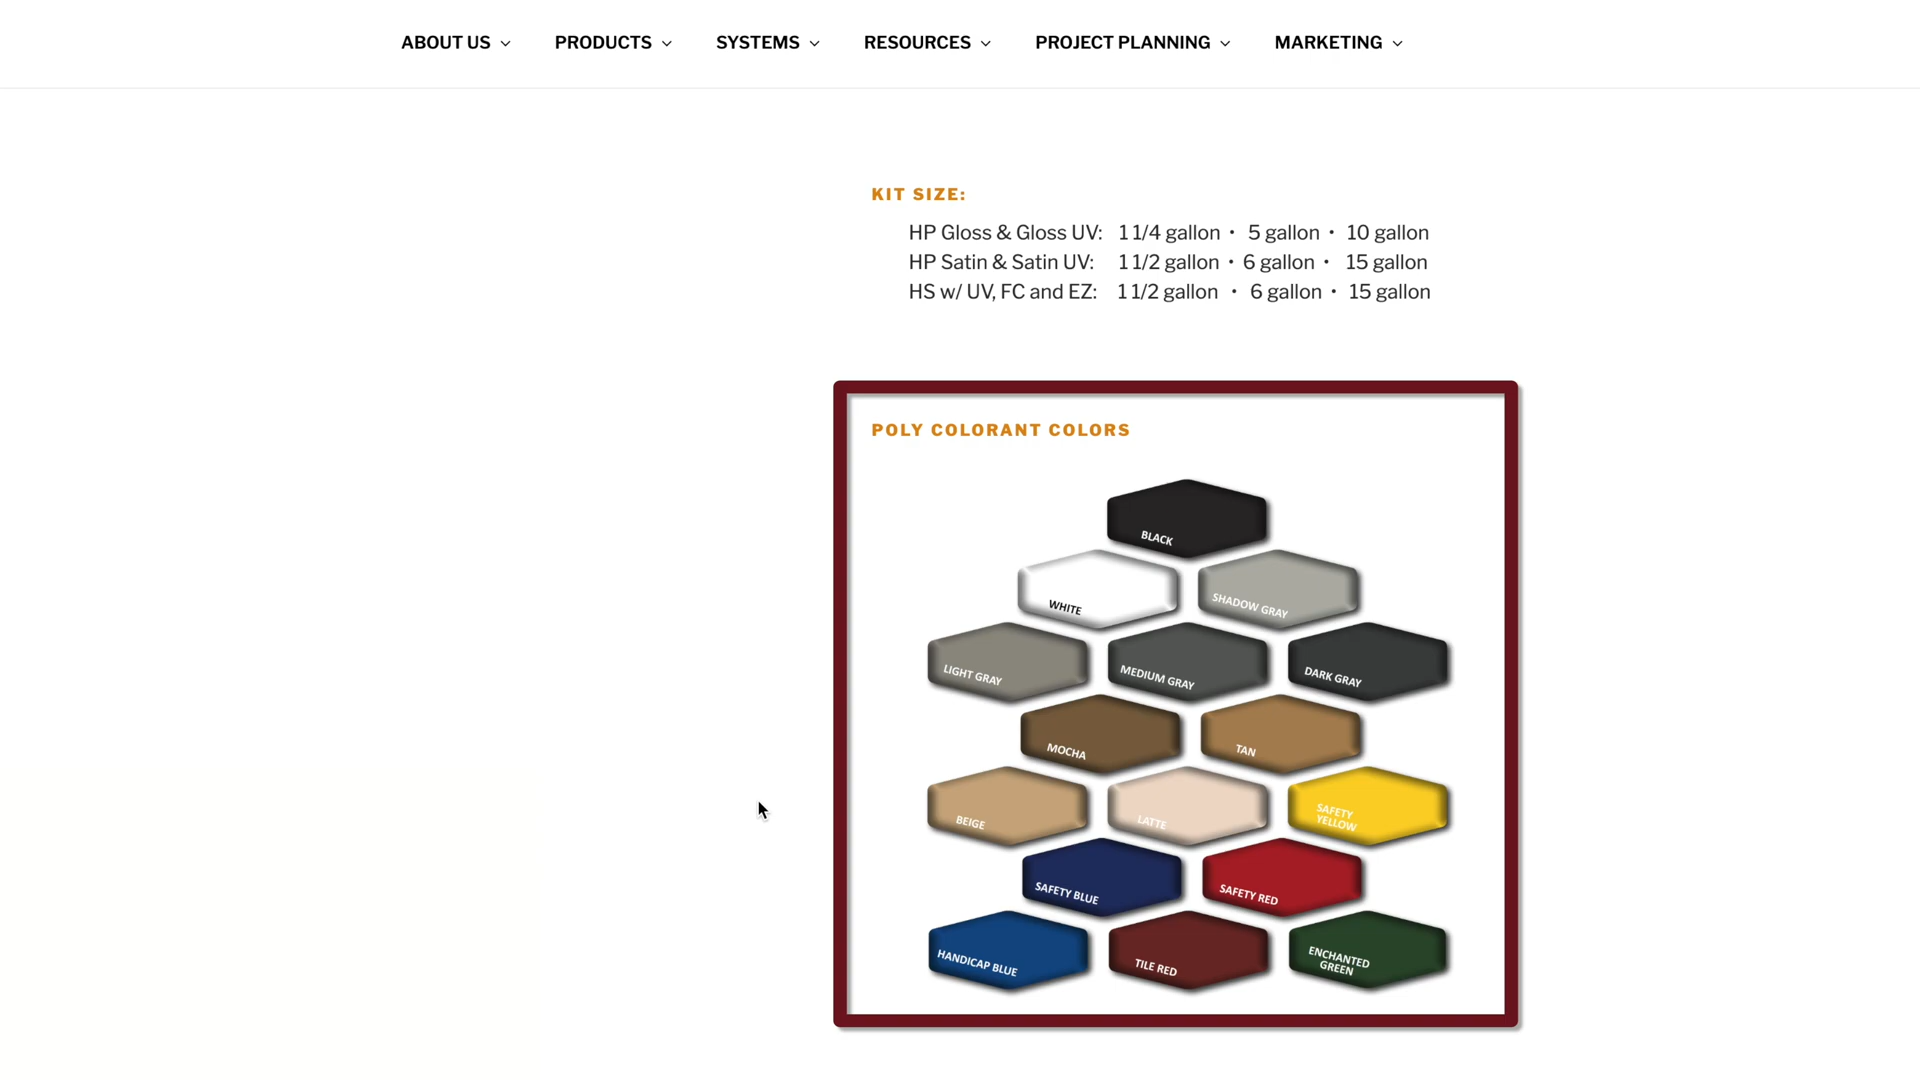 ABOUT US PRODUCTS SYSTEMS RESOURCES PROJECT PLANNING MARKETING
KIT SIZE:
HP Gloss & Gloss UV: 1 1/4 gallon • 5 gallon • 10 gallon
HP Satin & Satin UV: 1 1/2 gallon • 6 gallon • 15 gallon
HS w/ UV, FC and EZ: 1 1/2 gallon • 6 gallon • 15 gallon
POLY COLORANT COLORS
BLACK
WHITE
SHADOW GRAY
LIGHT GRAY
MEDIUM GRAY
DARK GRAY
MOCHA
TAN
BEIGE
LATTE
SAFETY
YELLOW
SAFETY BLUE
SAFETY RED
HANDICAP BLUE
TILE RED
ENCHANTED
GREEN